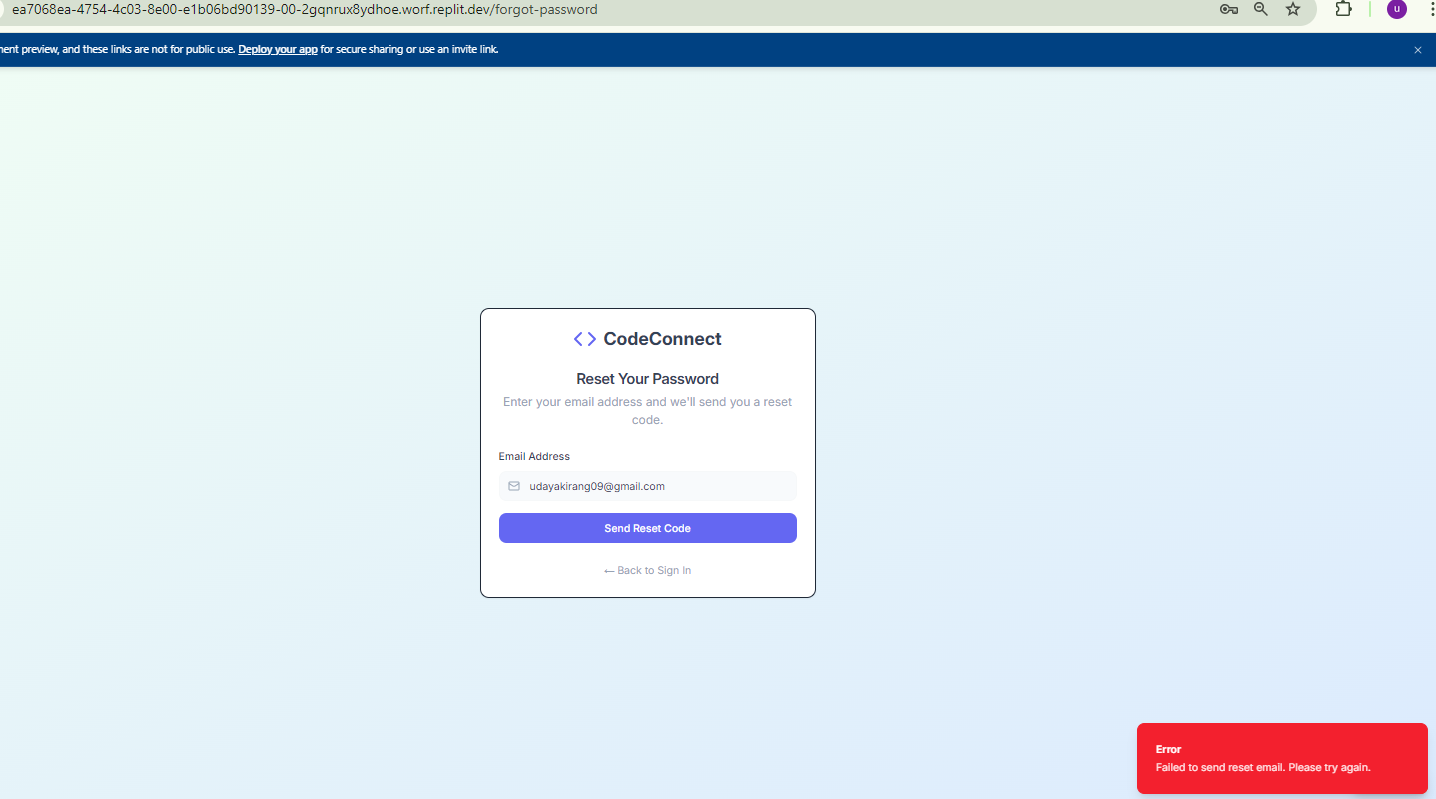 ea7068ea-4754-4c03-8e00-e1b06bd90139-00-2gqnrux8ydhoe.worf.replit.dev/forgot-password
u
preview, and these links are not for public use. Deploy your app for secure sharing or use an invite link.
CodeConnect
Reset Your Password
Enter your email address and we'll send you a reset
code.
Email Address
udayakirang09@gmail.com
Send Reset Code
← Back to Sign In
Error
Failed to send reset email. Please try again.